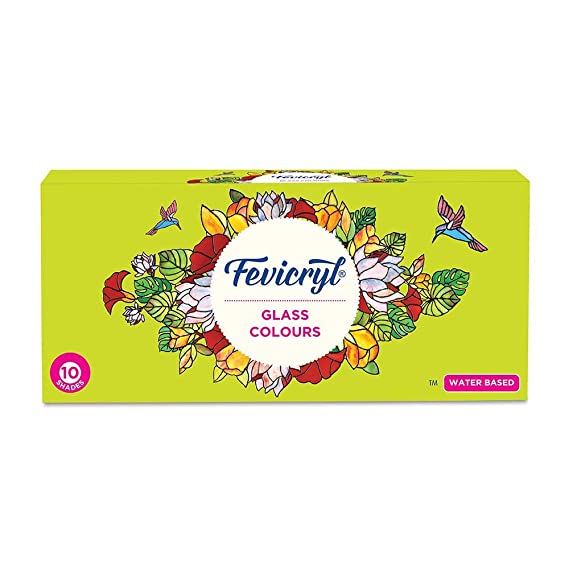 Fevicryl®
GLASS
COLOURS
10
SHADES
™ WATER BASED